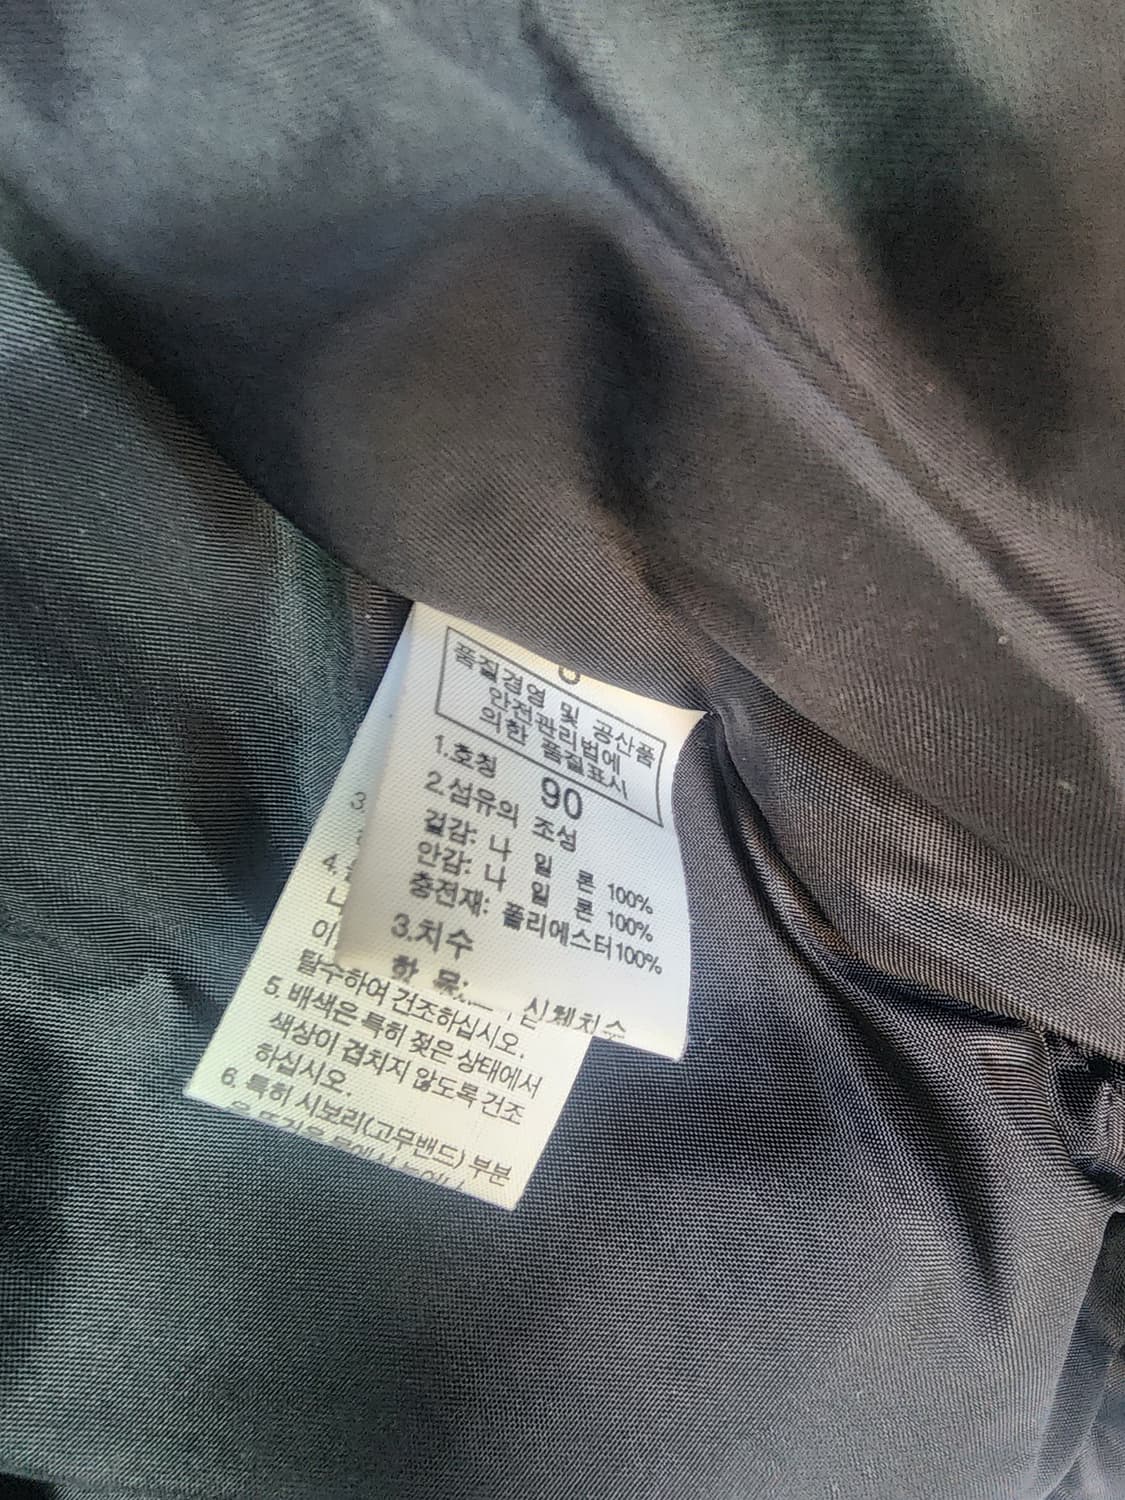 품질경영 및 공산품
안전관리법에
의한 품질표시
1.호칭 90
2.섬유의 조성
겉감: 나 일 론 100%
안감: 나 일 론 100%
충전재: 폴리에스터100%
3.치수
항 목: 신체치수
3.
4.
이
탈수하여 건조하십시오.
5. 배색은 특히 젖은 상태에서
색상이 겹치지 않도록 건조
하십시오.
6. 특히 시보리(고무밴드) 부분